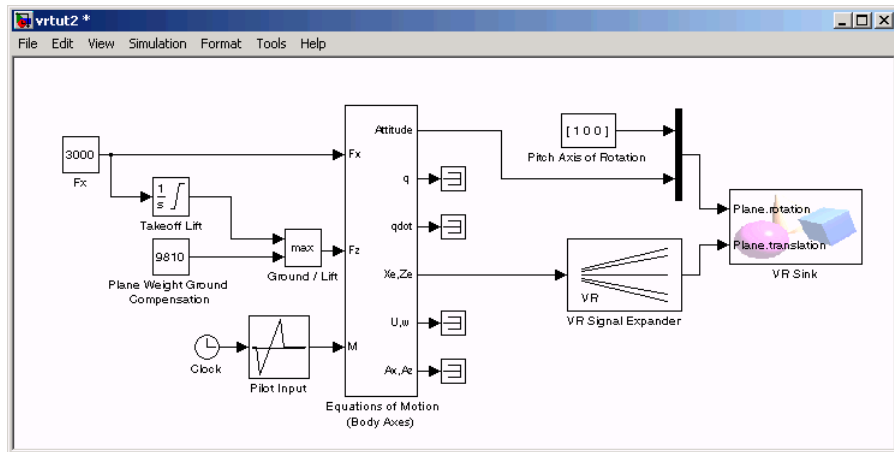 vrtut2 *
File Edit View Simulation Format Tools Help
3000
Fx
1
s
Takeoff Lift
9810
Plane Weight Ground
Compensation
max
Ground / Lift
Clock
Pilot Input
Fx
Fz
M
Attitude
q
qdot
Xe,Ze
U,w
Ax,Az
Equations of Motion
(Body Axes)
[ 1 0 0 ]
Pitch Axis of Rotation
VR
VR Signal Expander
Plane.rotation
Plane.translation
VR Sink